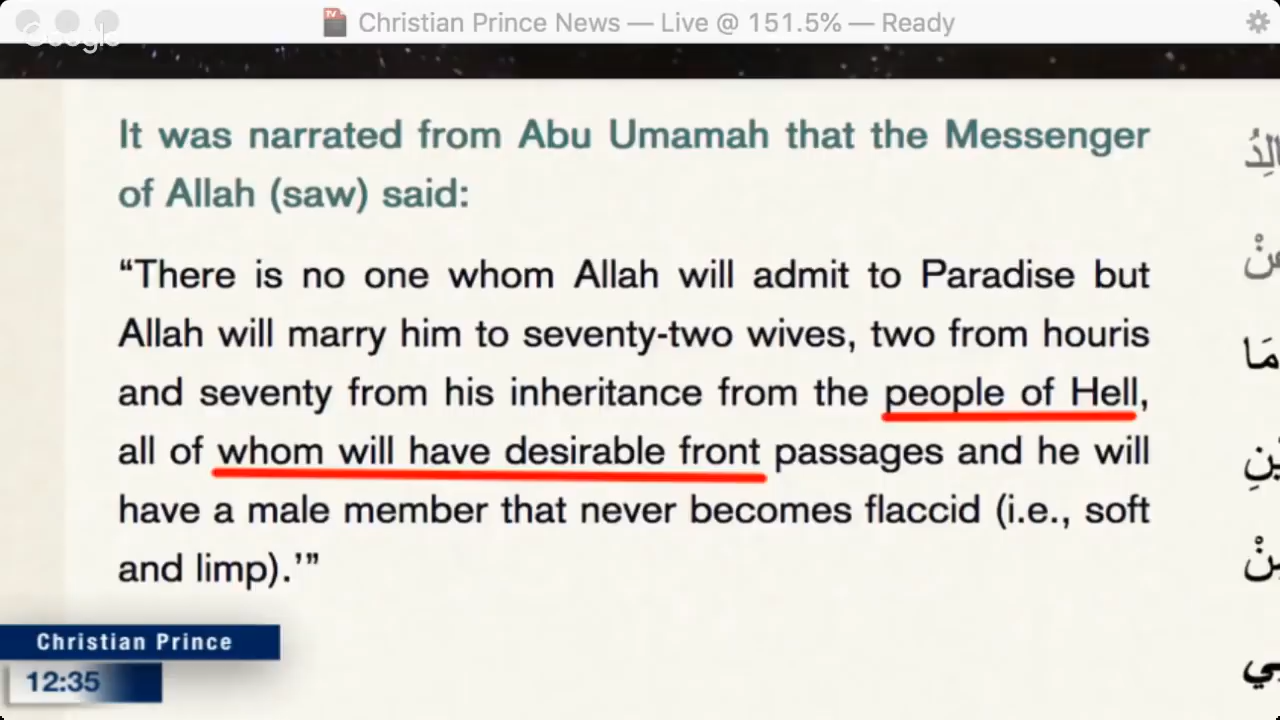 Christian Prince News — Live @ 151.5% — Ready
Google
It was narrated from Abu Umamah that the Messenger
of Allah (saw) said:
“There is no one whom Allah will admit to Paradise but
Allah will marry him to seventy-two wives, two from houris
and seventy from his inheritance from the people of Hell,
all of whom will have desirable front passages and he will
have a male member that never becomes flaccid (i.e., soft
and limp).’”
مَا
Christian Prince
12:35